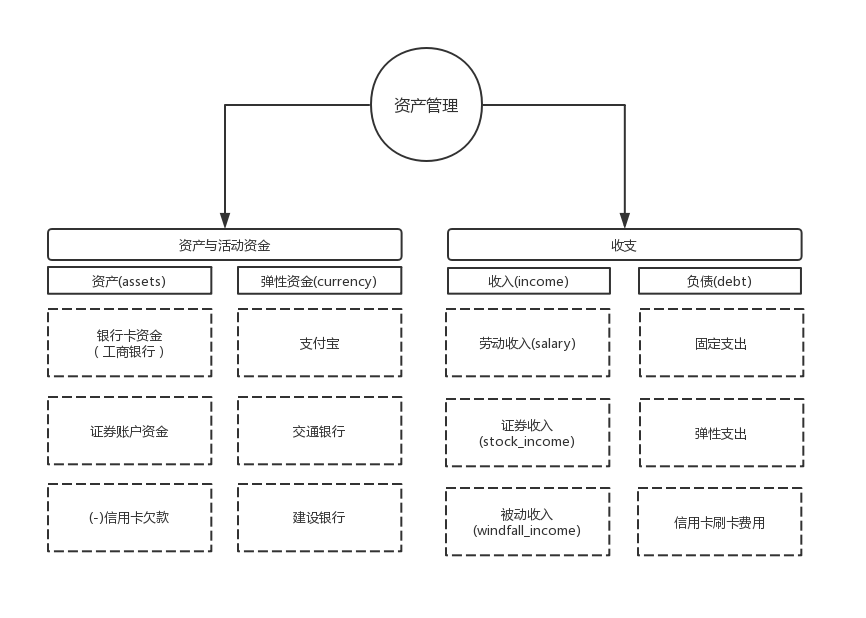 资产管理
资产与活动资金
收支
资产(assets)
弹性资金(currency)
收入(income)
负债(debt)
银行卡资金
（工商银行）
支付宝
劳动收入(salary)
固定支出
证券账户资金
交通银行
证券收入
(stock_income)
弹性支出
(-)信用卡欠款
建设银行
被动收入
(windfall_income)
信用卡刷卡费用